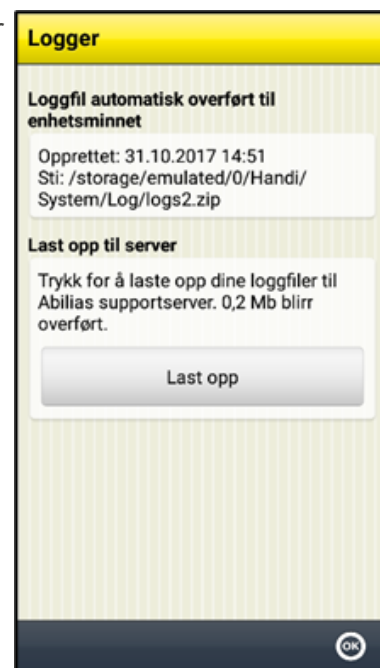 Logger
Loggfil automatisk overført til
enhetsminnet
Opprettet: 31.10.2017 14:51
Sti: /storage/emulated/0/Handi/
System/Log/logs2.zip
Last opp til server
Trykk for å laste opp dine loggfiler til
Abilias supportserver. 0,2 Mb blirr
overført.
Last opp
OK